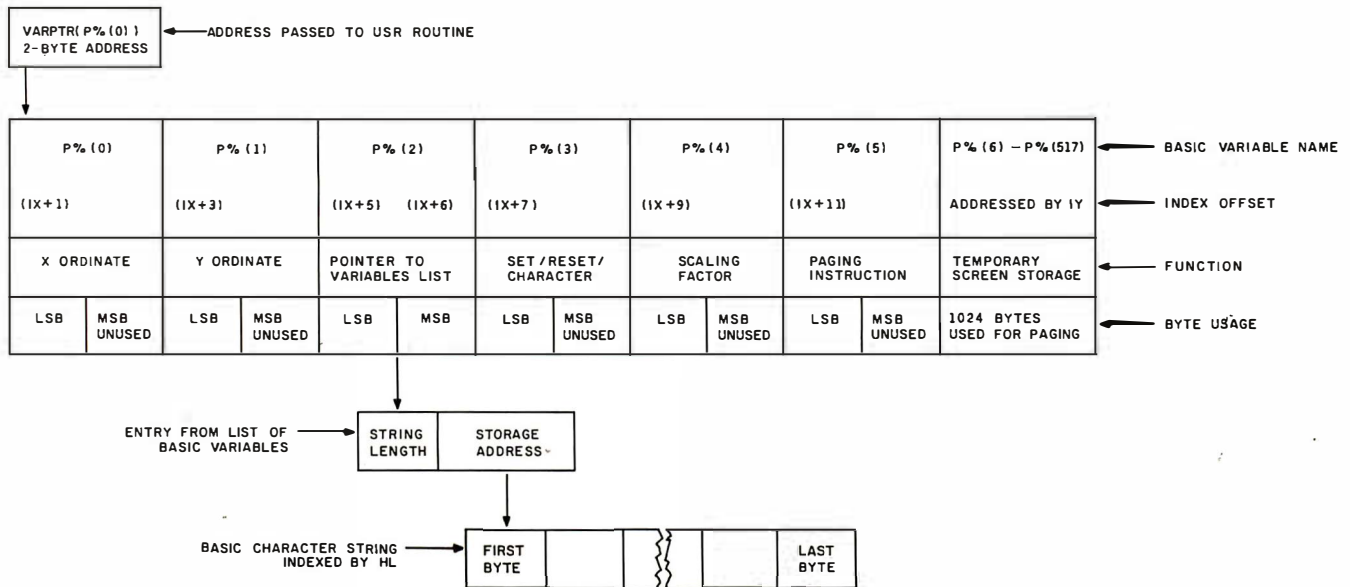 VARPTR(P%(0))
2-BYTE ADDRESS
ADDRESS PASSED TO USR ROUTINE
P%(0) P%(1) P%(2) P%(3) P%(4) P%(5) P%(6) – P%(517)
BASIC VARIABLE NAME
(IX+1) (IX+3) (IX+5) (IX+6) (IX+7) (IX+9) (IX+11) ADDRESSED BY IY
INDEX OFFSET
X ORDINATE
Y ORDINATE
POINTER TO
VARIABLES LIST
SET/RESET/
CHARACTER
SCALING
FACTOR
PAGING
INSTRUCTION
TEMPORARY
SCREEN STORAGE
FUNCTION
LSB
MSB
UNUSED
LSB
MSB
UNUSED
LSB
MSB
LSB
MSB
UNUSED
LSB
MSB
UNUSED
LSB
MSB
UNUSED
1024 BYTES
USED FOR PAGING
BYTE USAGE
ENTRY FROM LIST OF
BASIC VARIABLES
STRING
LENGTH
STORAGE
ADDRESS
BASIC CHARACTER STRING
INDEXED BY HL
FIRST
BYTE
LAST
BYTE